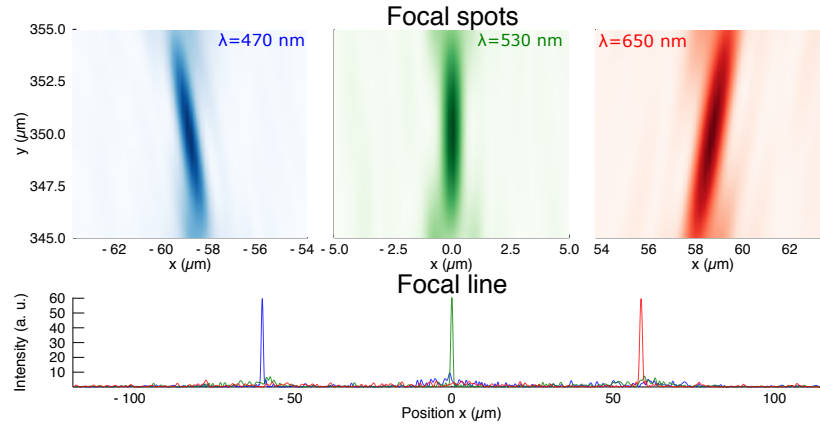 Focal spots
355.0
352.5
350.0
347.5
345.0
y (µm)
λ=470 nm
λ=530 nm
λ=650 nm
- 62 - 60 - 58 - 56 - 54
- 5.0 - 2.5 0.0 2.5 5.0
54 56 58 60 62
x (µm) x (µm) x (µm)
Focal line
Intensity (a. u.)
60
50
40
30
20
10
- 100 - 50 0 50 100
Position x (µm)